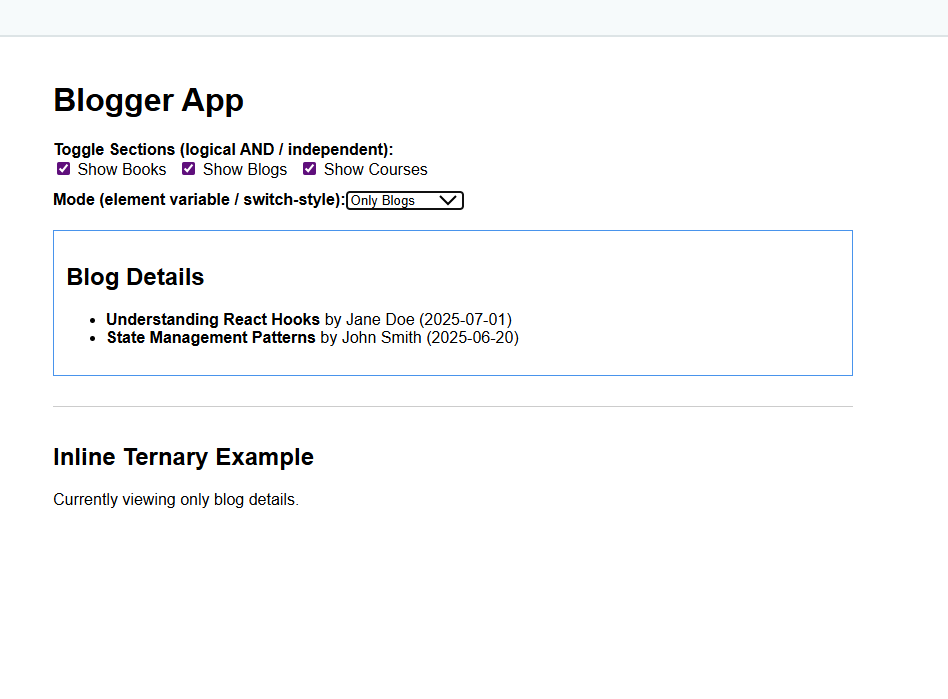 Blogger App
Toggle Sections (logical AND / independent):
Show Books Show Blogs Show Courses
Mode (element variable / switch-style): Only Blogs
Blog Details
• Understanding React Hooks by Jane Doe (2025-07-01)
• State Management Patterns by John Smith (2025-06-20)
Inline Ternary Example
Currently viewing only blog details.